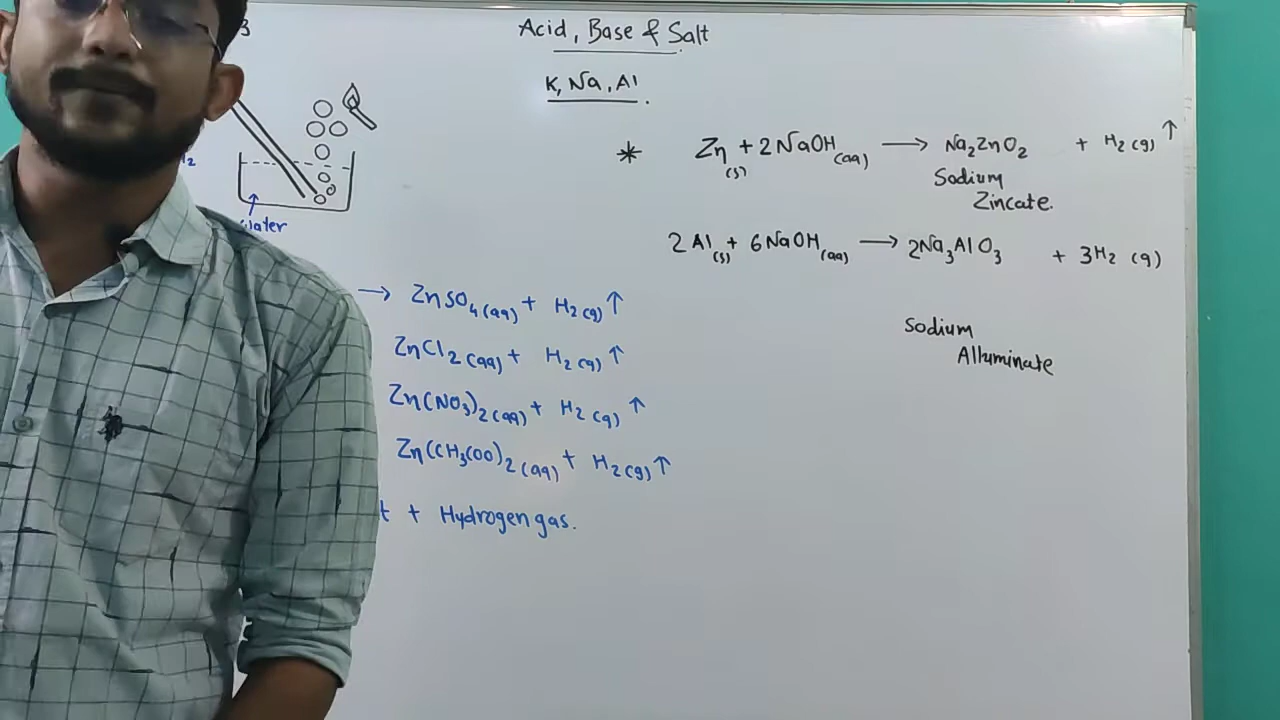 3
Acid, Base & Salt
K, Na, Al.
* Zn(s) + 2NaOH(aq) → Na₂ZnO₂ + H₂(g)↑
Sodium
Zincate.
2Al(s) + 6NaOH(aq) → 2Na₃AlO₃ + 3H₂(g)
Sodium
Alluminate
Water
→ ZnSO₄(aq) + H₂(g)↑
ZnCl₂(aq) + H₂(g)↑
Zn(NO₃)₂(aq) + H₂(g)↑
Zn(CH₃COO)₂(aq) + H₂(g)↑
t + Hydrogen gas.